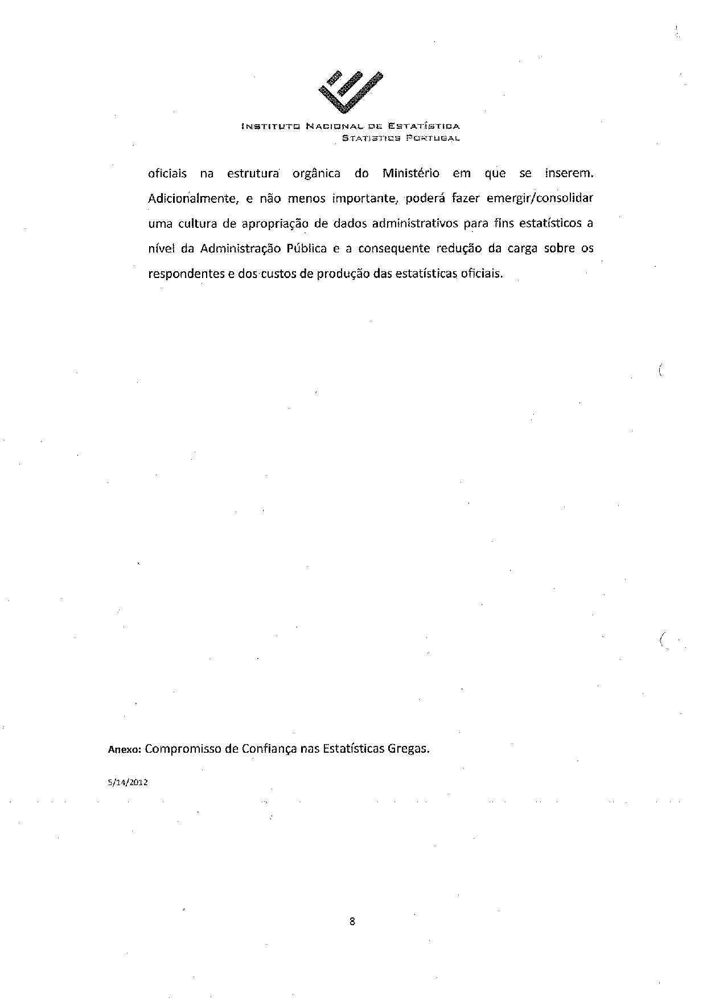 INSTITUTO NACIONAL DE ESTATÍSTICA
STATISTICS PORTUGAL
oficiais na estrutura orgânica do Ministério em que se inserem.
Adicionalmente, e não menos importante, poderá fazer emergir/consolidar
uma cultura de apropriação de dados administrativos para fins estatísticos a
nível da Administração Pública e a consequente redução da carga sobre os
respondentes e dos custos de produção das estatísticas oficiais.
Anexo: Compromisso de Confiança nas Estatísticas Gregas.
5/14/2012
8